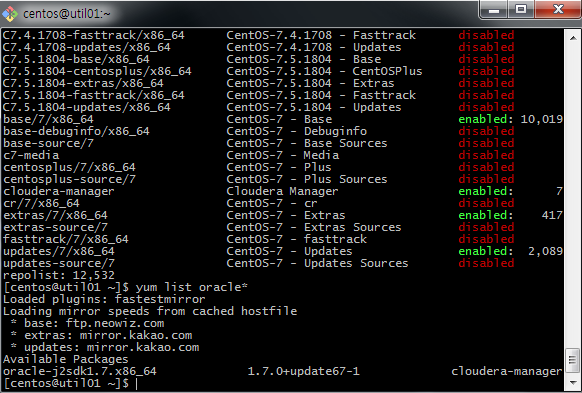 centos@util01:~
C7.4.1708-fasttrack/x86_64 CentOS-7.4.1708 - Fasttrack disabled
C7.4.1708-updates/x86_64 CentOS-7.4.1708 - Updates disabled
C7.5.1804-base/x86_64 CentOS-7.5.1804 - Base disabled
C7.5.1804-centosplus/x86_64 CentOS-7.5.1804 - CentOSPlus disabled
C7.5.1804-extras/x86_64 CentOS-7.5.1804 - Extras disabled
C7.5.1804-fasttrack/x86_64 CentOS-7.5.1804 - Fasttrack disabled
C7.5.1804-updates/x86_64 CentOS-7.5.1804 - Updates disabled
base/7/x86_64 CentOS-7 - Base enabled: 10,019
base-debuginfo/x86_64 CentOS-7 - Debuginfo disabled
base-source/7 CentOS-7 - Base Sources disabled
c7-media CentOS-7 - Media disabled
centosplus/7/x86_64 CentOS-7 - Plus disabled
centosplus-source/7 CentOS-7 - Plus Sources disabled
cloudera-manager Cloudera Manager enabled: 7
cr/7/x86_64 CentOS-7 - cr disabled
extras/7/x86_64 CentOS-7 - Extras enabled: 417
extras-source/7 CentOS-7 - Extras Sources disabled
fasttrack/7/x86_64 CentOS-7 - fasttrack disabled
updates/7/x86_64 CentOS-7 - Updates enabled: 2,089
updates-source/7 CentOS-7 - Updates Sources disabled
repolist: 12,532
[centos@util01 ~]$ yum list oracle*
Loaded plugins: fastestmirror
Loading mirror speeds from cached hostfile
 * base: ftp.neowiz.com
 * extras: mirror.kakao.com
 * updates: mirror.kakao.com
Available Packages
oracle-j2sdk1.7.x86_64 1.7.0+update67-1 cloudera-manager
[centos@util01 ~]$